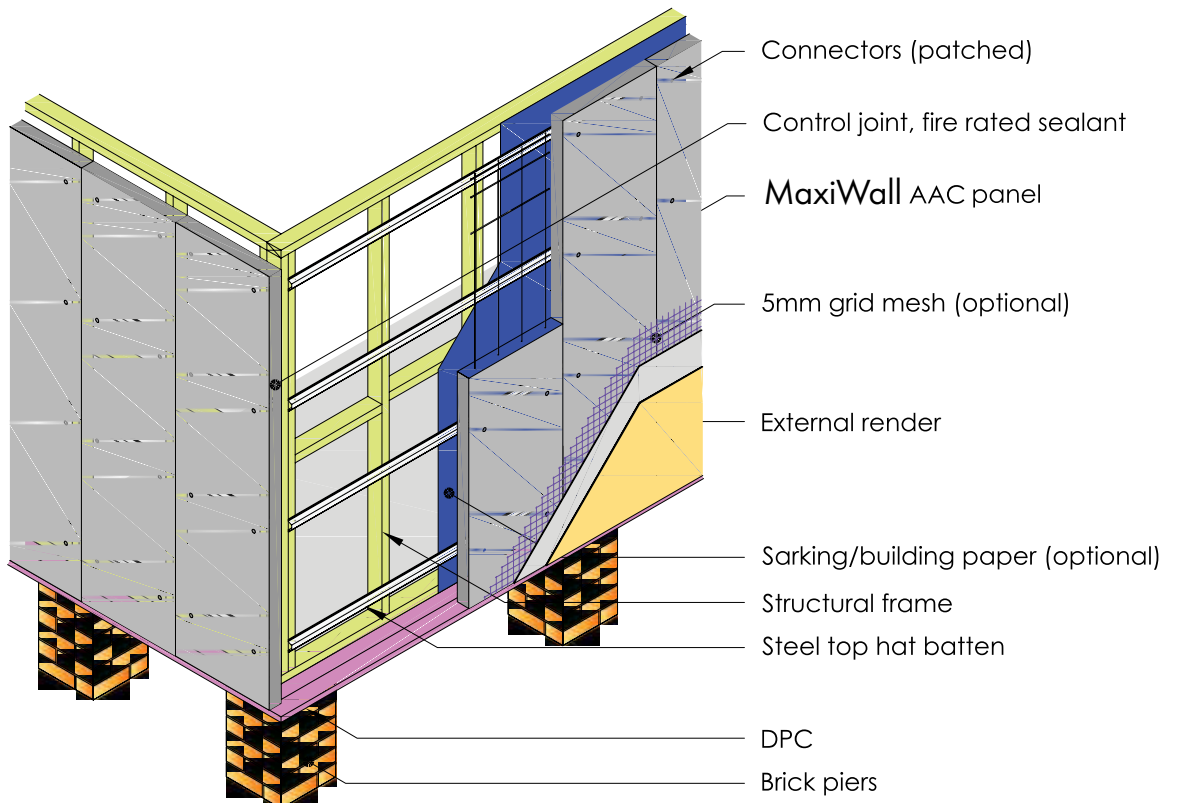 Connectors (patched)
Control joint, fire rated sealant
MaxiWall AAC panel
5mm grid mesh (optional)
External render
Sarking/building paper (optional)
Structural frame
Steel top hat batten
DPC
Brick piers